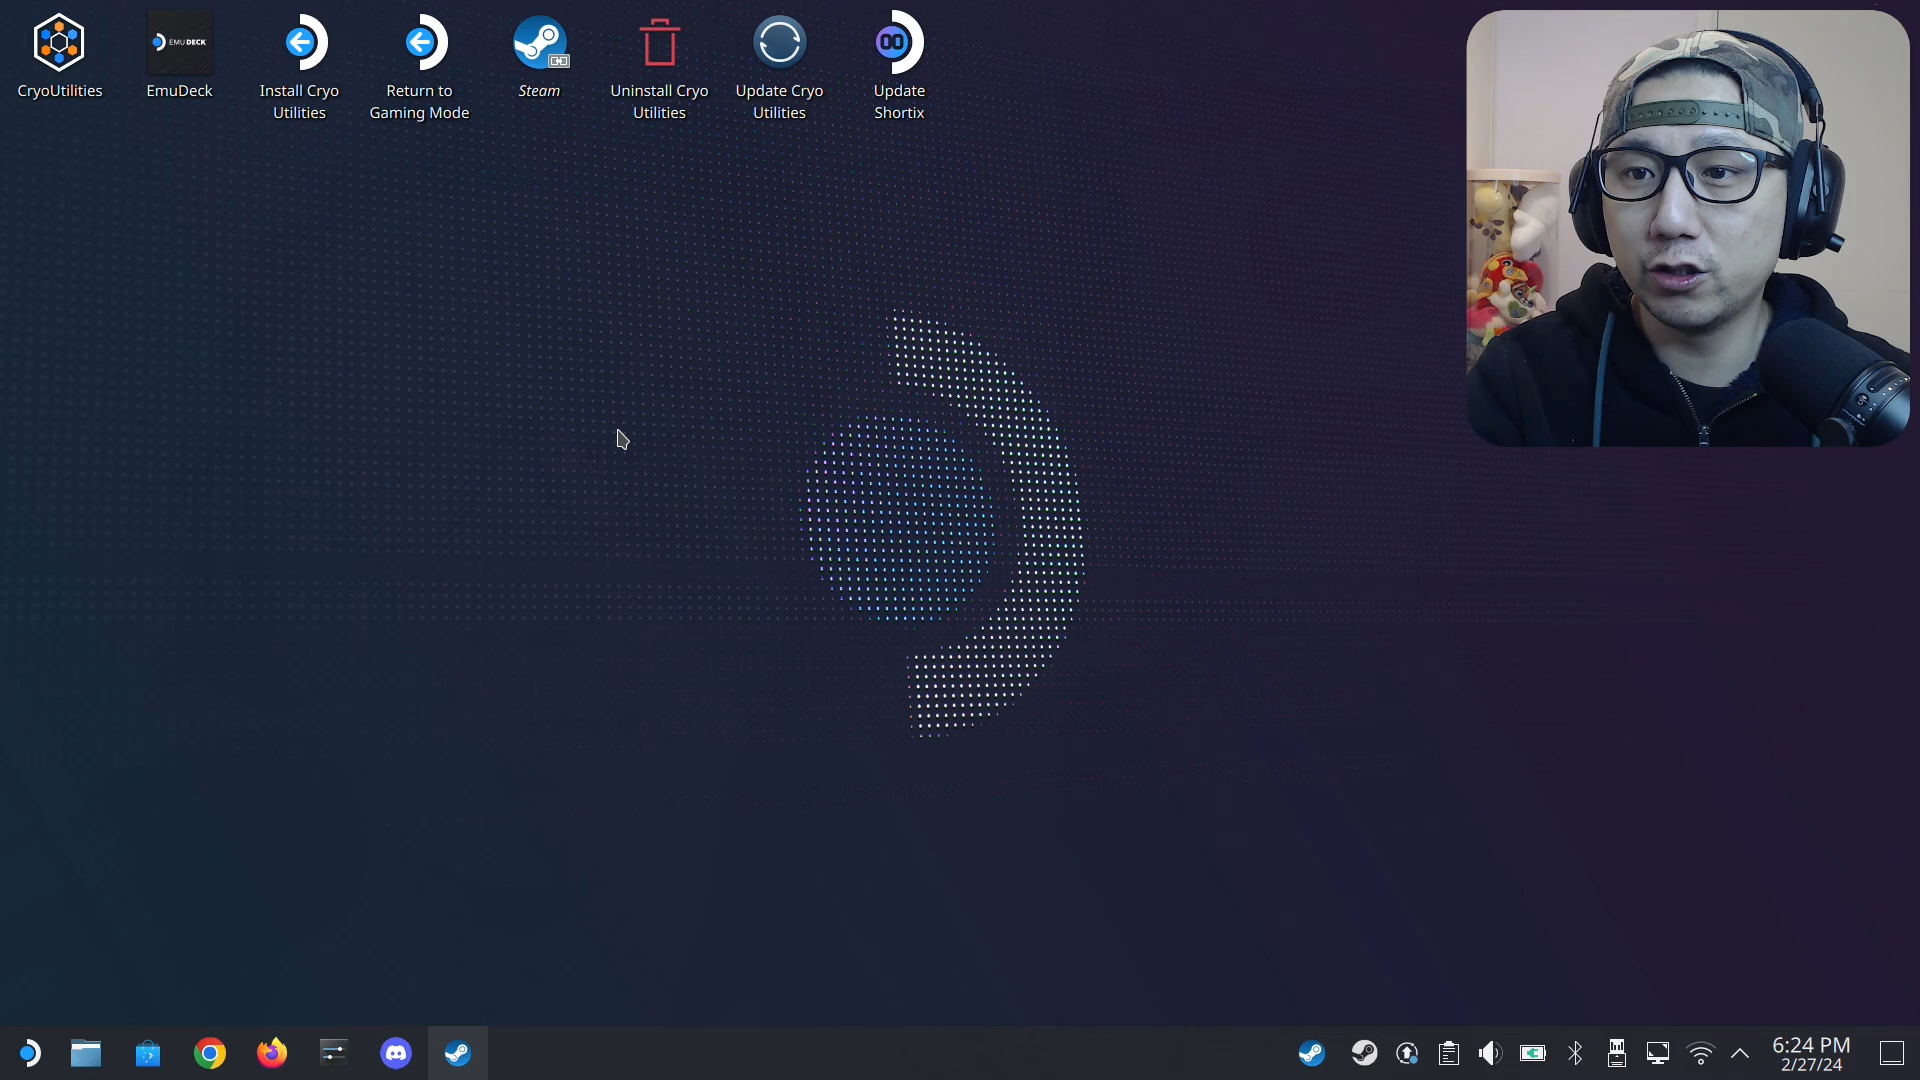 EMUDECK
CryoUtilities
EmuDeck
Install Cryo
Utilities
Return to
Gaming Mode
Steam
Uninstall Cryo
Utilities
Update Cryo
Utilities
Update
Shortix
6:24 PM
2/27/24